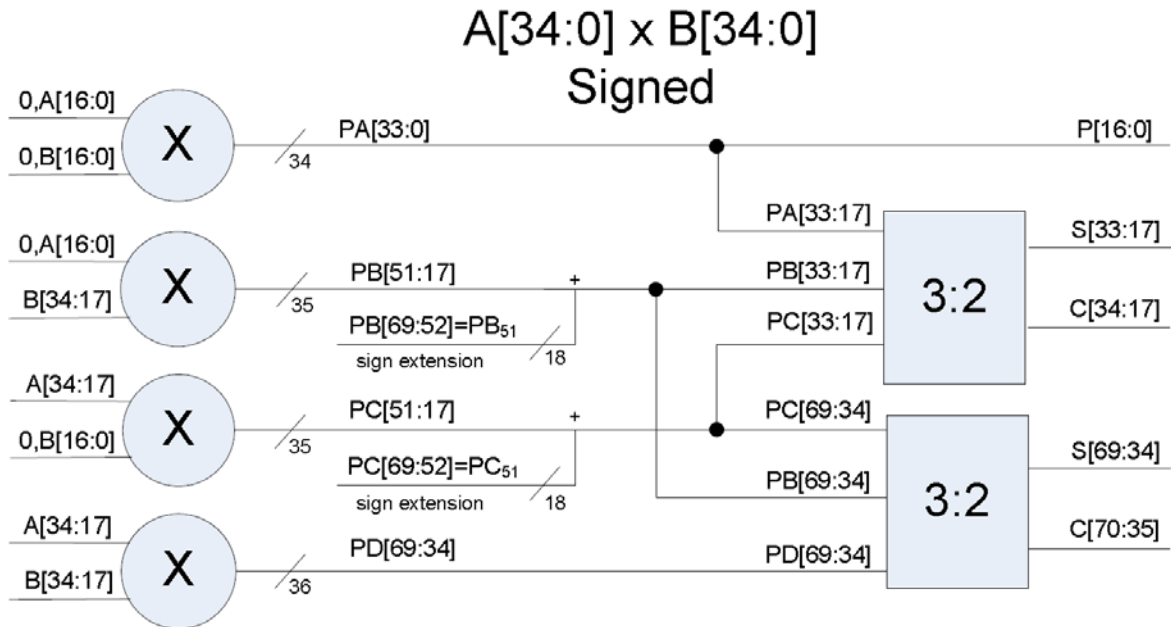 A[34:0] x B[34:0]
Signed
0,A[16:0]
0,B[16:0]
X
34
PA[33:0]
P[16:0]
PA[33:17]
0,A[16:0]
B[34:17]
X
35
PB[51:17]
+
PB[69:52]=PB51
sign extension
18
PB[33:17]
PC[33:17]
3:2
S[33:17]
C[34:17]
A[34:17]
0,B[16:0]
X
35
PC[51:17]
+
PC[69:52]=PC51
sign extension
18
PC[69:34]
PB[69:34]
3:2
S[69:34]
C[70:35]
A[34:17]
B[34:17]
X
36
PD[69:34]
PD[69:34]